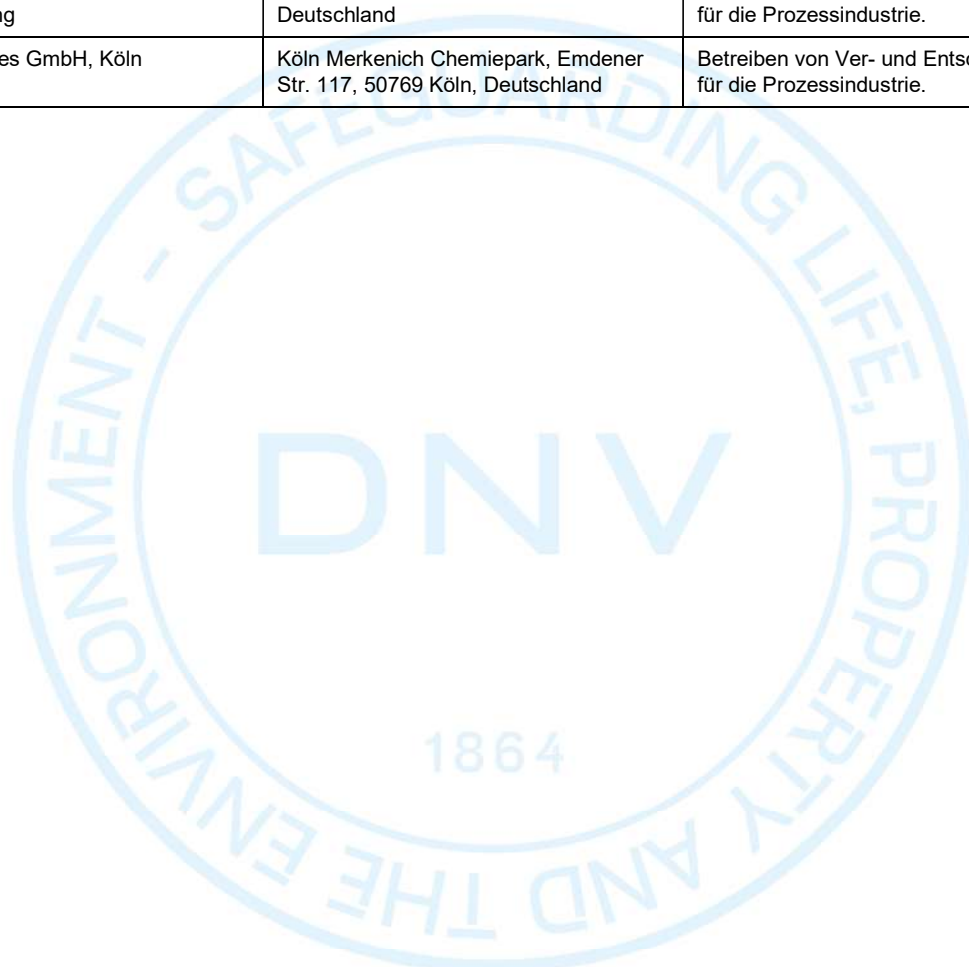 ng
Deutschland
für die Prozessindustrie.
es GmbH, Köln
Köln Merkenich Chemiepark, Emdener
Str. 117, 50769 Köln, Deutschland
Betreiben von Ver- und Entso
für die Prozessindustrie.
SAFEGUARDING LIFE, PROPERTY AND THE ENVIRONMENT -
DNV
1864